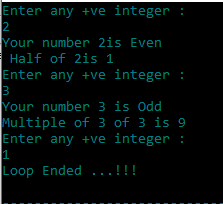 Enter any +ve integer :
2
Your number 2is Even
 Half of 2is 1
Enter any +ve integer :
3
Your number 3 is Odd
Multiple of 3 of 3 is 9
Enter any +ve integer :
1
Loop Ended ...!!!
--------------------------------